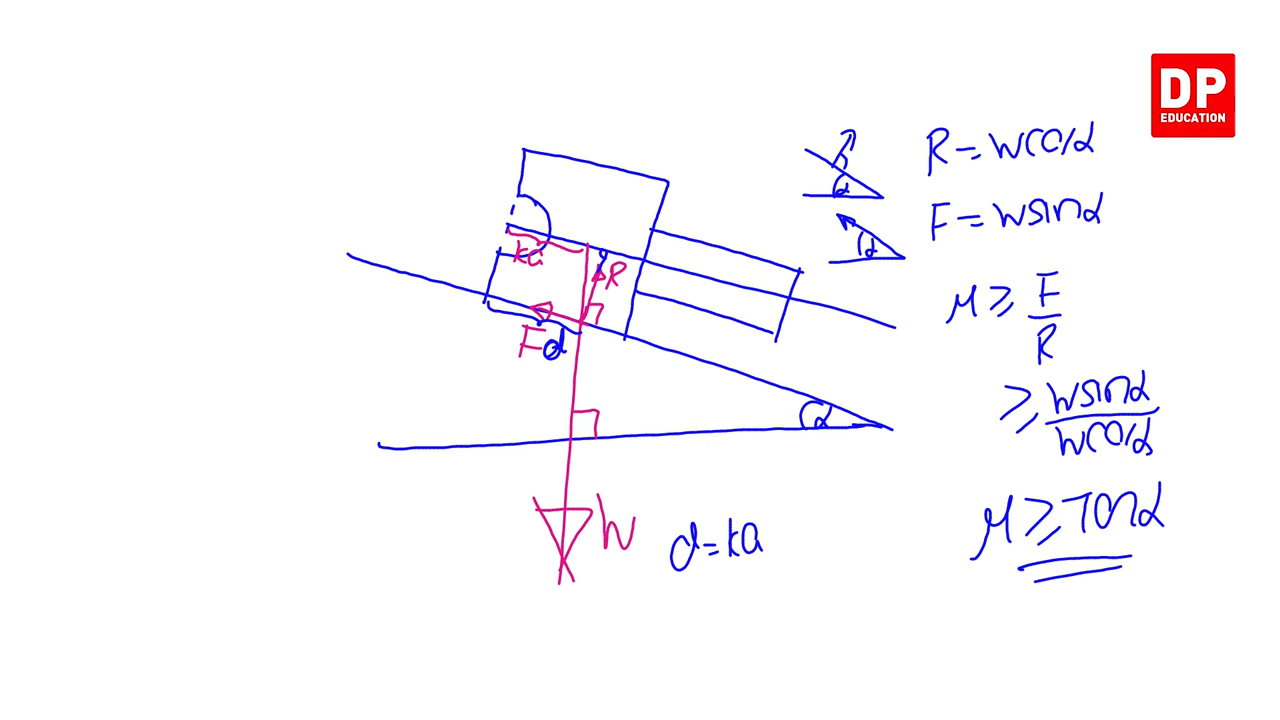 DP
EDUCATION
R = W cos α
α
F = W sin α
α
ka
R
μ ≥ F/R
F d
≥ W sin α / W cos α
α
W
d = ka
μ ≥ Tan α